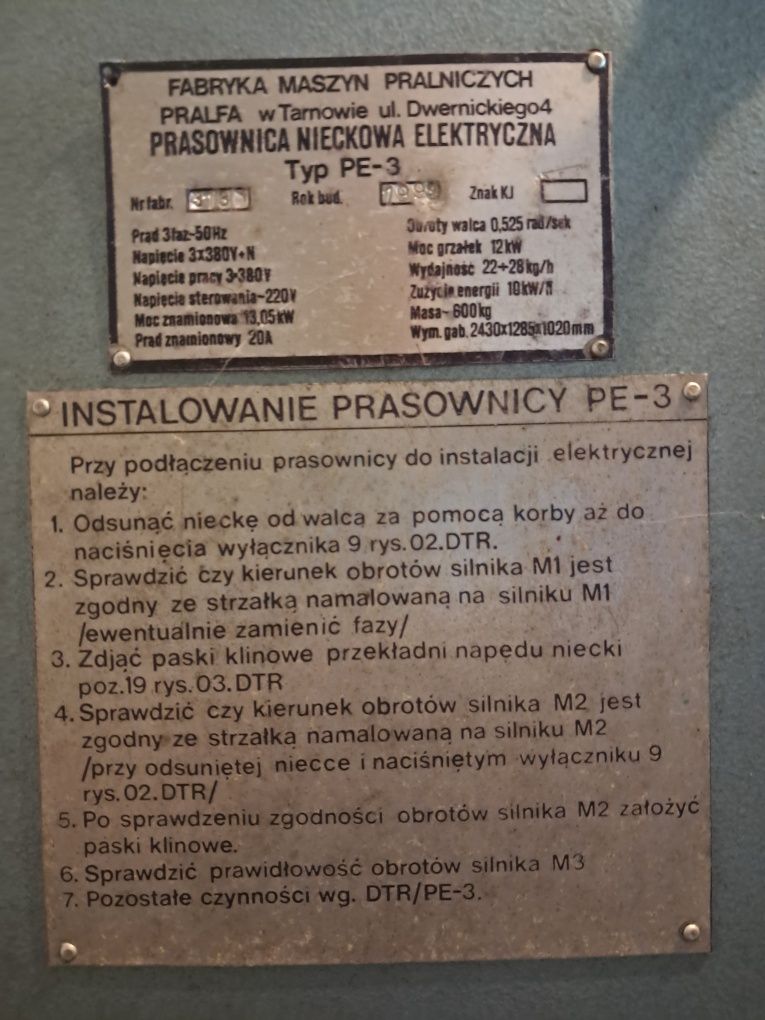 FABRYKA MASZYN PRALNICZYCH
PRALFA w Tarnowie ul. Dwernickiego4
PRASOWNICA NIECKOWA ELEKTRYCZNA
Typ PE-3
Nr fabr. Rok bud. Znak KJ
Prad 3faz~50Hz
Napięcie 3x380V+N
Napięcie pracy 3~380V
Napięcie sterowania~220V
Moc znamionowa 13,05kW
Prad znamionowy 20A
Obroty walca 0,525 rad/sek
Moc grzałek 12kW
Wydajność 22÷28kg/h
Zużycie energii 10kW/h
Masa~600kg
Wym. gab. 2430x1285x1020mm
INSTALOWANIE PRASOWNICY PE-3
Przy podłączeniu prasownicy do instalacji elektrycznej
należy:
1. Odsunąć nieckę od walca za pomocą korby aż do
naciśnięcia wyłącznika 9 rys.02.DTR.
2. Sprawdzić czy kierunek obrotów silnika M1 jest
zgodny ze strzałką namalowaną na silniku M1
/ewentualnie zamienić fazy/
3. Zdjąć paski klinowe przekładni napędu niecki
poz.19 rys.03.DTR
4. Sprawdzić czy kierunek obrotów silnika M2 jest
zgodny ze strzałką namalowaną na silniku M2
/przy odsuniętej niecce i naciśniętym wyłączniku 9
rys.02.DTR/
5. Po sprawdzeniu zgodności obrotów silnika M2 założyć
paski klinowe.
6. Sprawdzić prawidłowość obrotów silnika M3
7. Pozostałe czynności wg. DTR/PE-3.